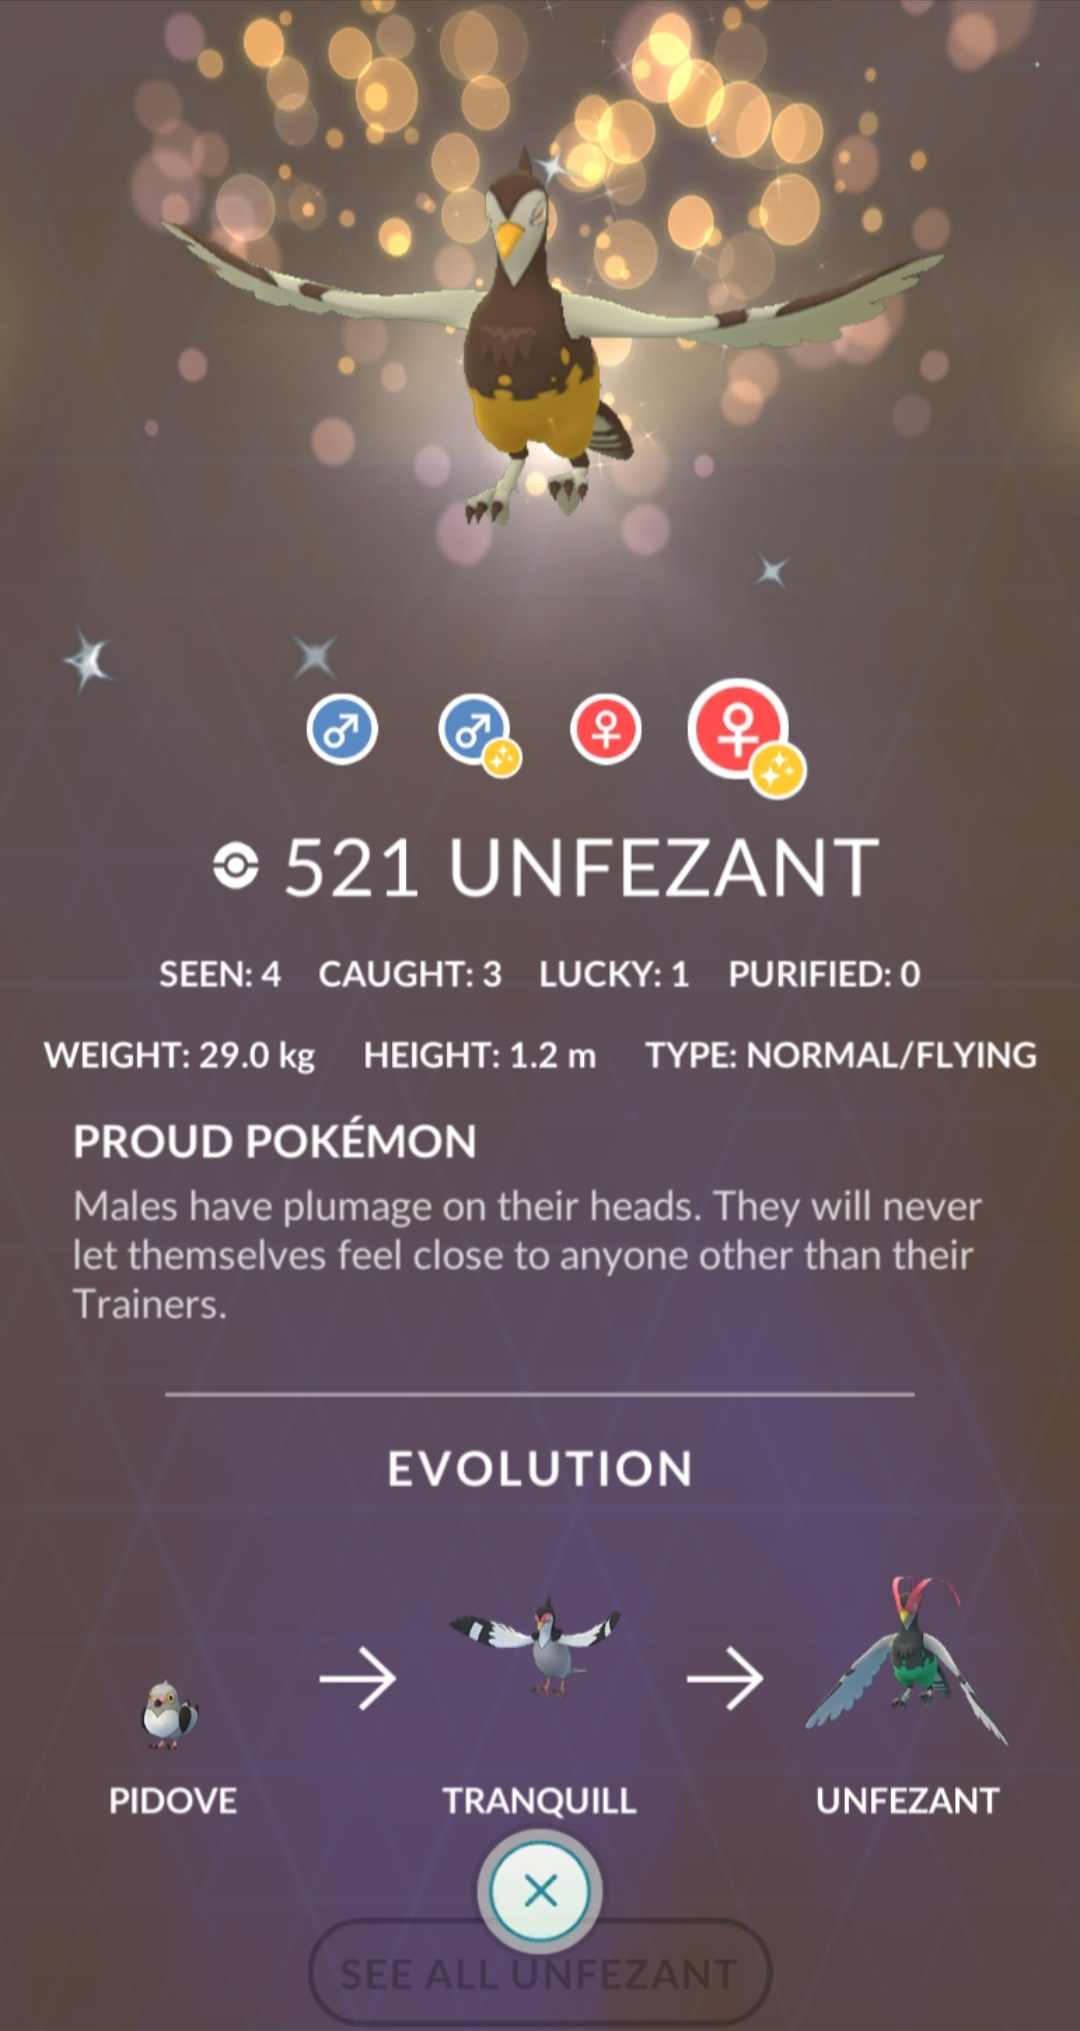 521 UNFEZANT
SEEN: 4 CAUGHT: 3 LUCKY: 1 PURIFIED: 0
WEIGHT: 29.0 kg HEIGHT: 1.2 m TYPE: NORMAL/FLYING
PROUD POKÉMON
Males have plumage on their heads. They will never
let themselves feel close to anyone other than their
Trainers.
EVOLUTION
PIDOVE TRANQUILL UNFEZANT
SEE ALL UNFEZANT